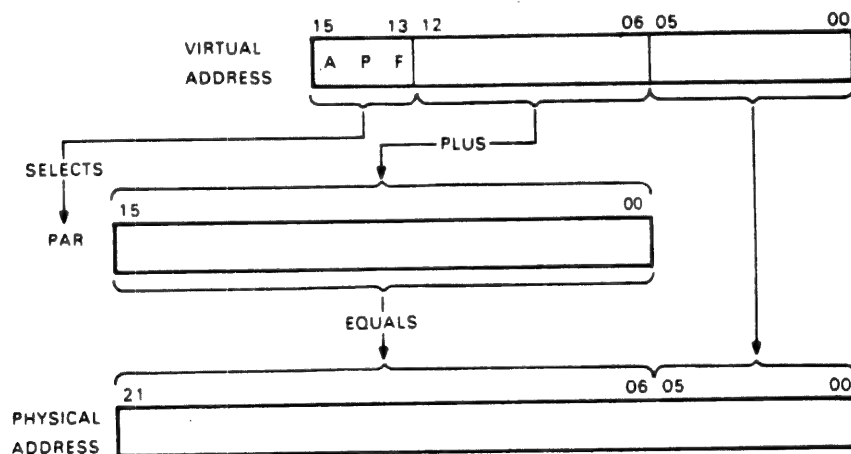 15 13 12 06 05 00
VIRTUAL
ADDRESS
A P F
PLUS
SELECTS
15 00
PAR
EQUALS
21 06 05 00
PHYSICAL
ADDRESS